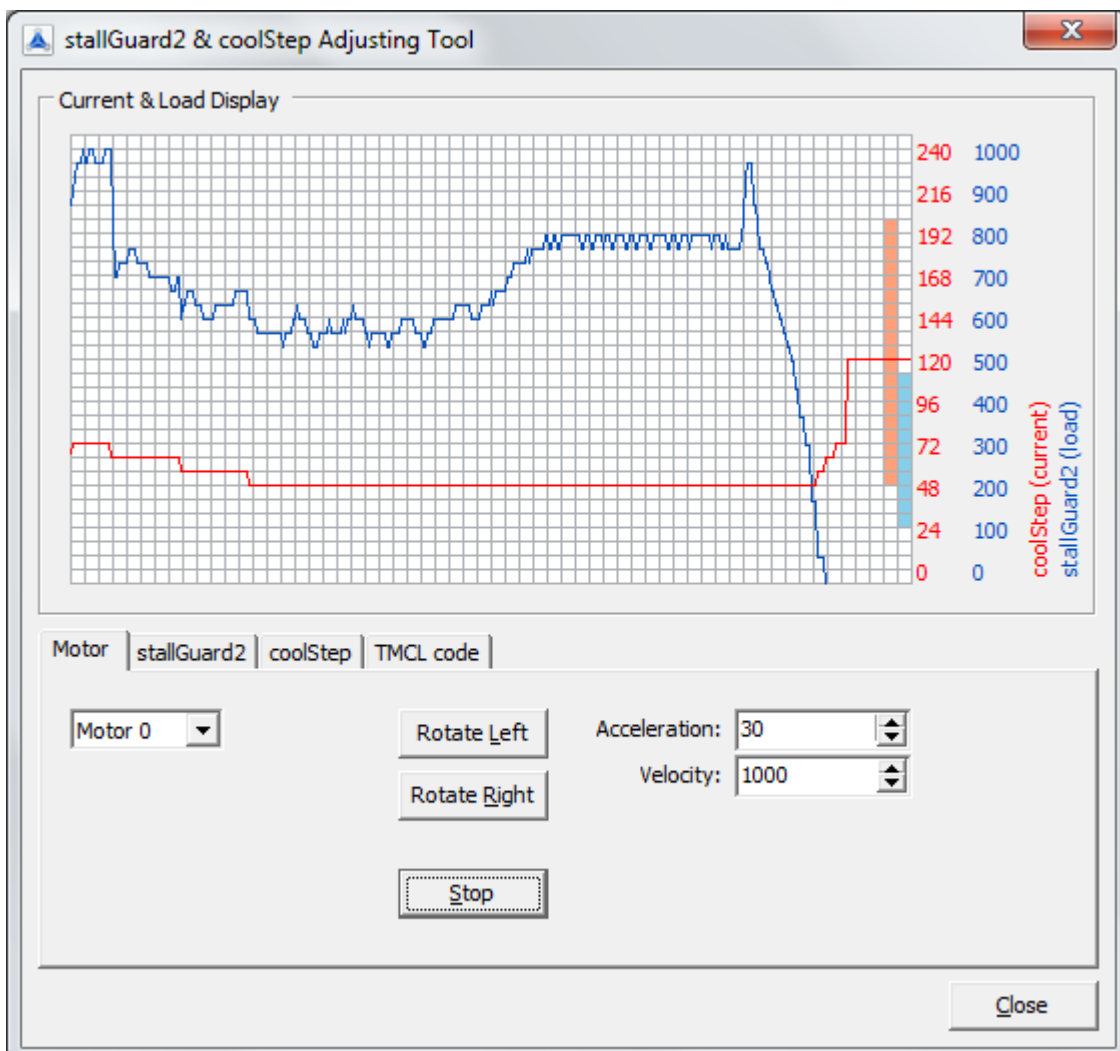 stallGuard2 & coolStep Adjusting Tool
Current & Load Display
240 1000
216 900
192 800
168 700
144 600
120 500
96 400
72 300
48 200
24 100
0 0
coolStep (current)
stallGuard2 (load)
Motor stallGuard2 coolStep TMCL code
Motor 0 Rotate Left Acceleration: 30
Velocity: 1000
Rotate Right
Stop
Close